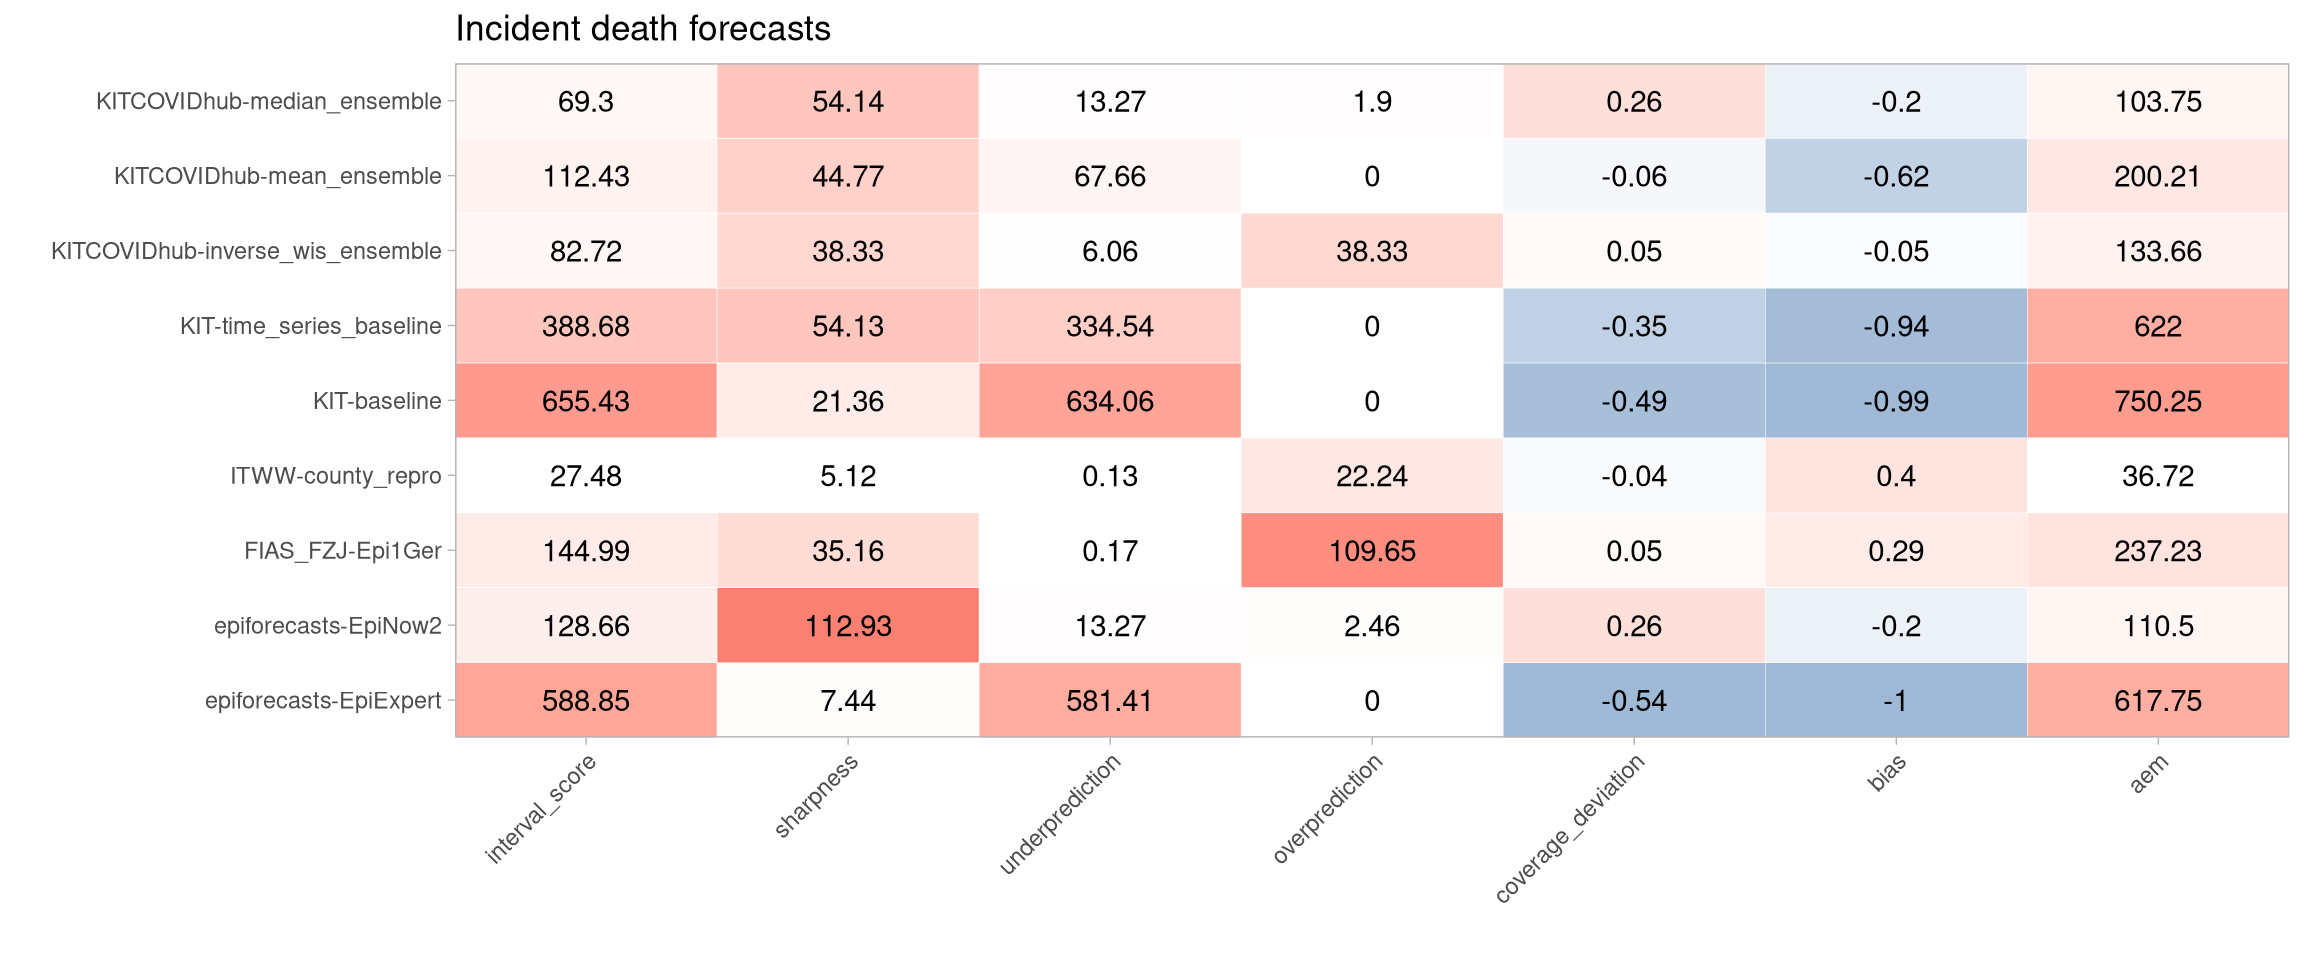 Incident death forecasts
KITCOVIDhub-median_ensemble 69.3 54.14 13.27 1.9 0.26 -0.2 103.75
KITCOVIDhub-mean_ensemble 112.43 44.77 67.66 0 -0.06 -0.62 200.21
KITCOVIDhub-inverse_wis_ensemble 82.72 38.33 6.06 38.33 0.05 -0.05 133.66
KIT-time_series_baseline 388.68 54.13 334.54 0 -0.35 -0.94 622
KIT-baseline 655.43 21.36 634.06 0 -0.49 -0.99 750.25
ITWW-county_repro 27.48 5.12 0.13 22.24 -0.04 0.4 36.72
FIAS_FZJ-Epi1Ger 144.99 35.16 0.17 109.65 0.05 0.29 237.23
epiforecasts-EpiNow2 128.66 112.93 13.27 2.46 0.26 -0.2 110.5
epiforecasts-EpiExpert 588.85 7.44 581.41 0 -0.54 -1 617.75
interval_score sharpness underprediction overprediction coverage_deviation bias aem